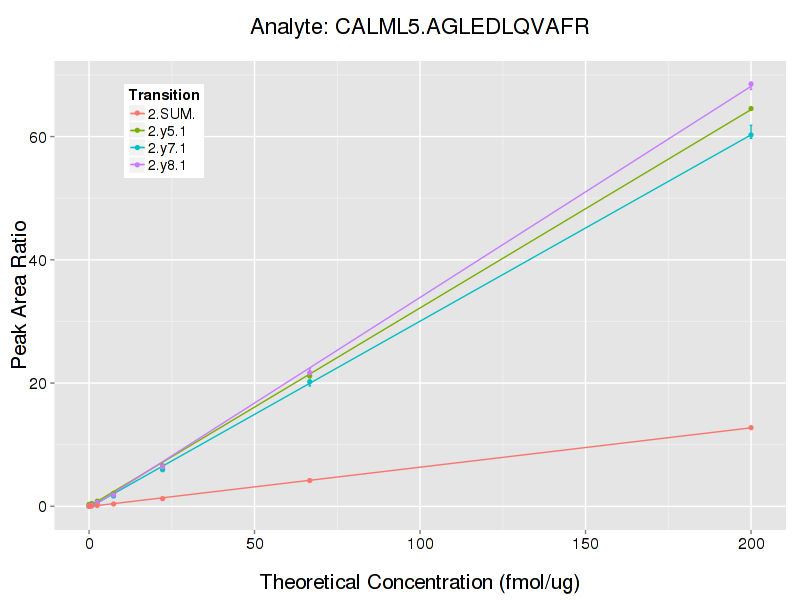 Analyte: CALML5.AGLEDLQVAFR
Transition
2.SUM.
2.y5.1
2.y7.1
2.y8.1
Peak Area Ratio
60
40
20
0
0 50 100 150 200
Theoretical Concentration (fmol/ug)